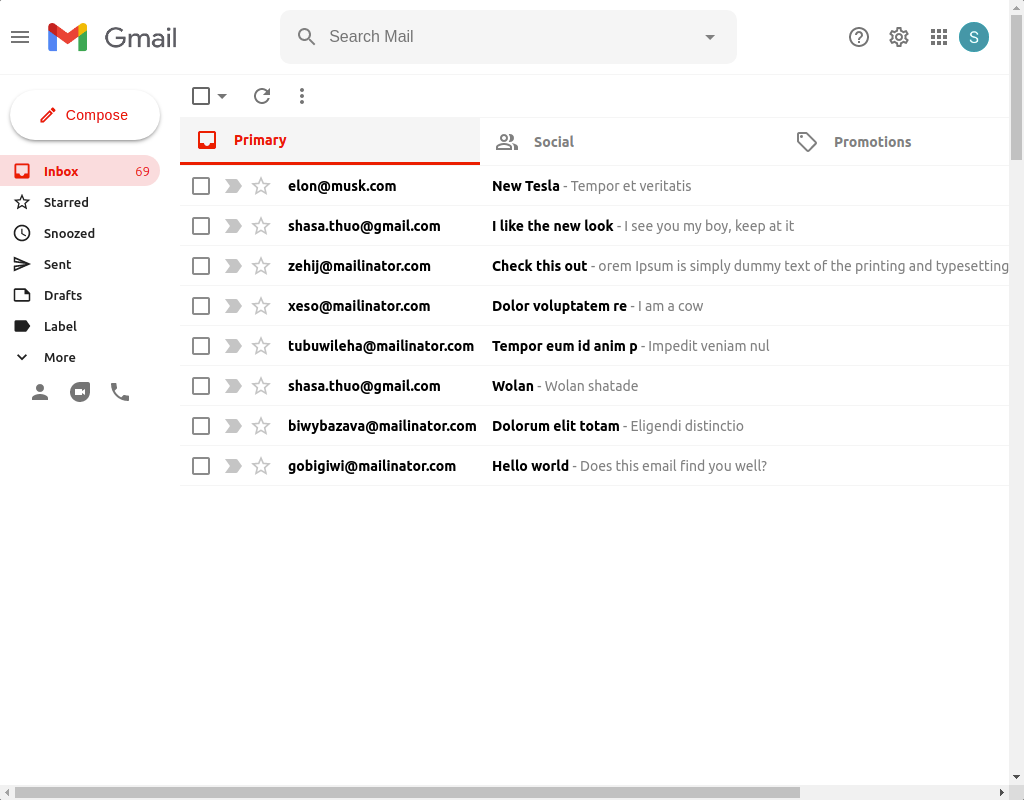 Gmail
Search Mail
S
Compose
Primary
Social
Promotions
Inbox 69
Starred
Snoozed
Sent
Drafts
Label
More
elon@musk.com New Tesla - Tempor et veritatis
shasa.thuo@gmail.com I like the new look - I see you my boy, keep at it
zehij@mailinator.com Check this out - orem Ipsum is simply dummy text of the printing and typesetting
xeso@mailinator.com Dolor voluptatem re - I am a cow
tubuwileha@mailinator.com Tempor eum id anim p - Impedit veniam nul
shasa.thuo@gmail.com Wolan - Wolan shatade
biwybazava@mailinator.com Dolorum elit totam - Eligendi distinctio
gobigiwi@mailinator.com Hello world - Does this email find you well?